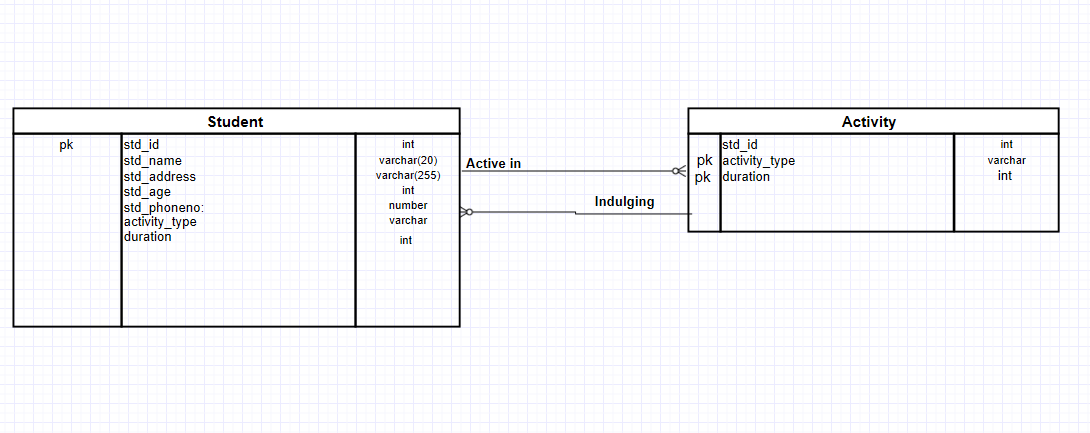 Student
pk std_id int
std_name varchar(20)
std_address varchar(255)
std_age int
std_phoneno: number
activity_type varchar
duration int
Active in
Indulging
Activity
std_id int
pk activity_type varchar
pk duration int